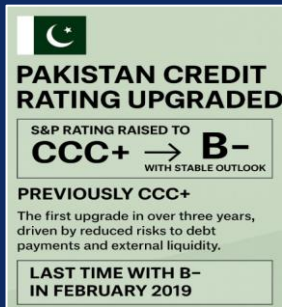 PAKISTAN CREDIT
RATING UPGRADED
S&P RATING RAISED TO
CCC+ → B-
WITH STABLE OUTLOOK
PREVIOUSLY CCC+
The first upgrade in over three years,
driven by reduced risks to debt
payments and external liquidity.
LAST TIME WITH B-
IN FEBRUARY 2019